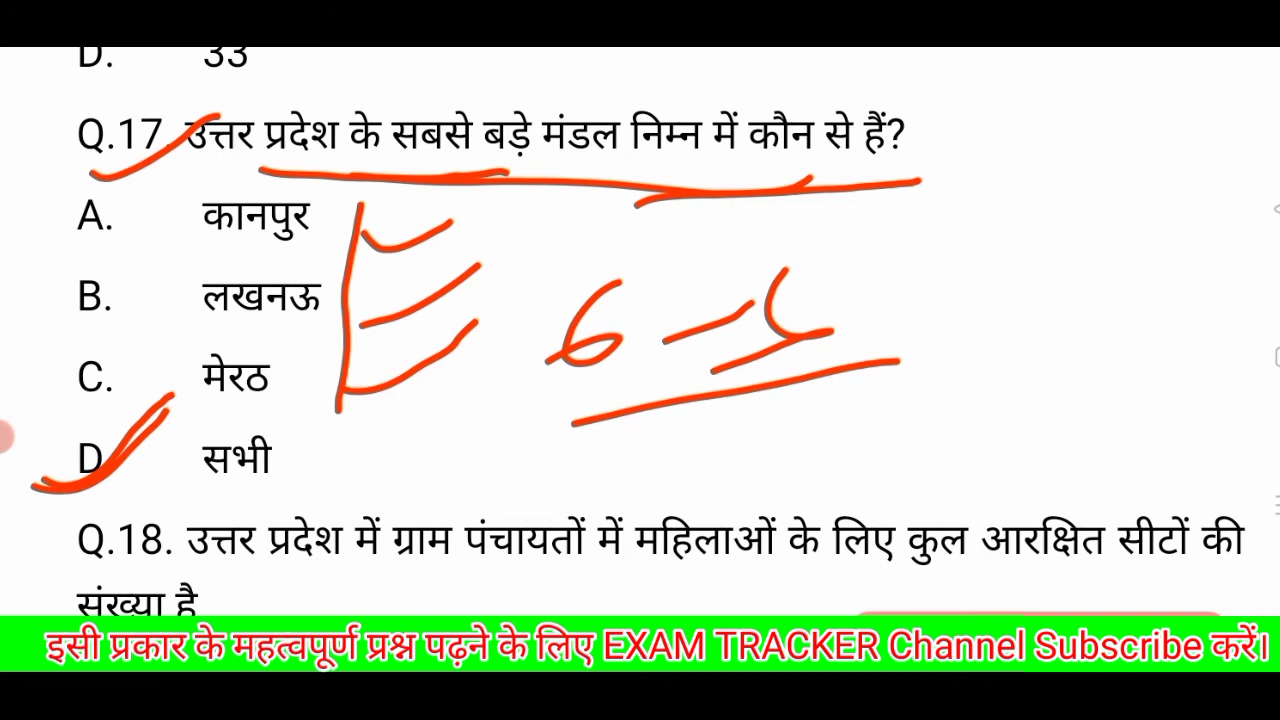 D. 33
Q.17. उत्तर प्रदेश के सबसे बड़े मंडल निम्न में कौन से हैं?
A. कानपुर
B. लखनऊ
C. मेरठ
D. सभी
6 -
Q.18. उत्तर प्रदेश में ग्राम पंचायतों में महिलाओं के लिए कुल आरक्षित सीटों की
संख्या है
इसी प्रकार के महत्वपूर्ण प्रश्न पढ़ने के लिए EXAM TRACKER Channel Subscribe करें।